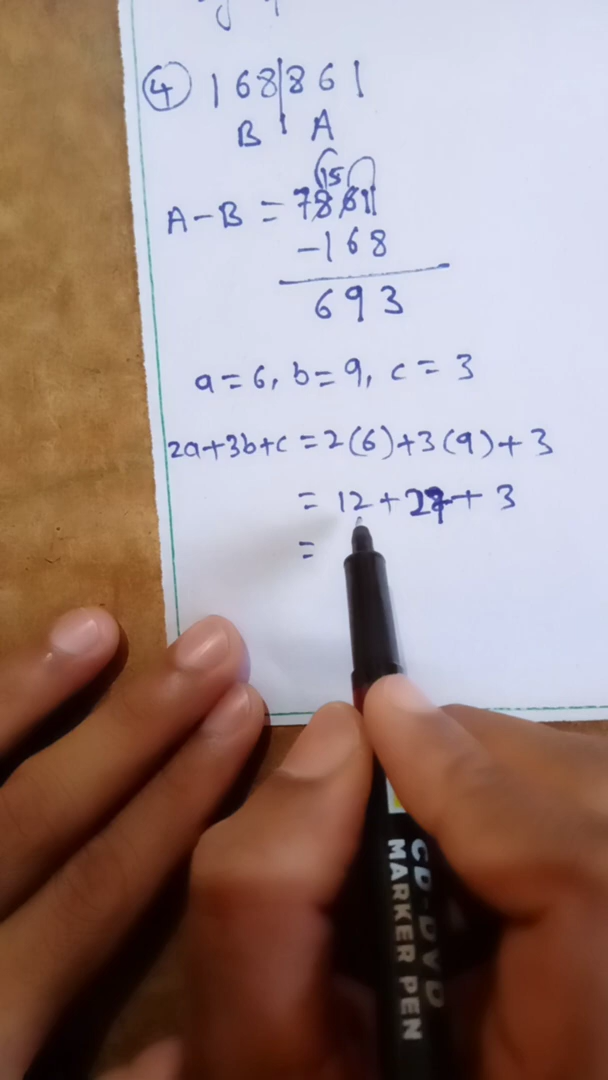 ④ 168|861
B | A
15
A-B = 7861
-168
693
a=6, b=9, c=3
2a+3b+c = 2(6)+3(9)+3
= 12+27+3
=
CD-DVD
MARKER PEN